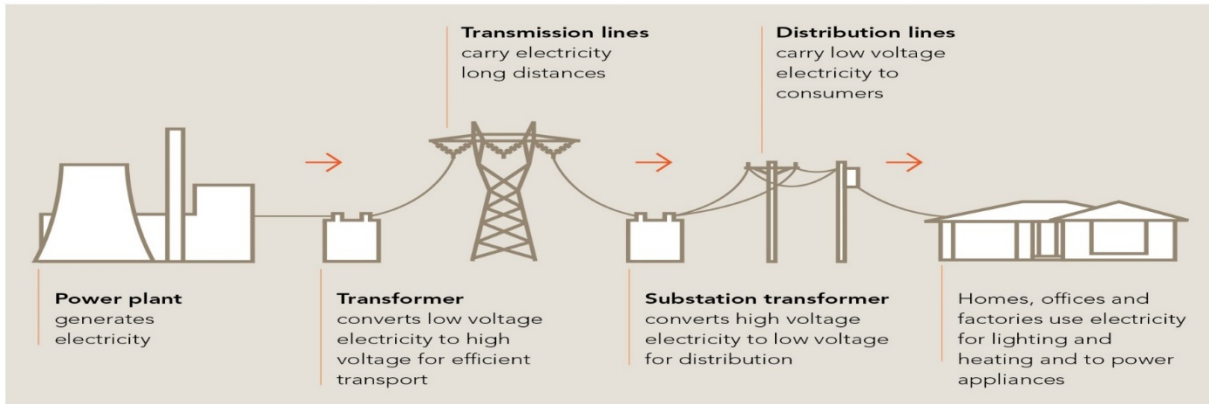 Transmission lines
carry electricity
long distances
Distribution lines
carry low voltage
electricity to
consumers
Power plant
generates
electricity
Transformer
converts low voltage
electricity to high
voltage for efficient
transport
Substation transformer
converts high voltage
electricity to low voltage
for distribution
Homes, offices and
factories use electricity
for lighting and
heating and to power
appliances